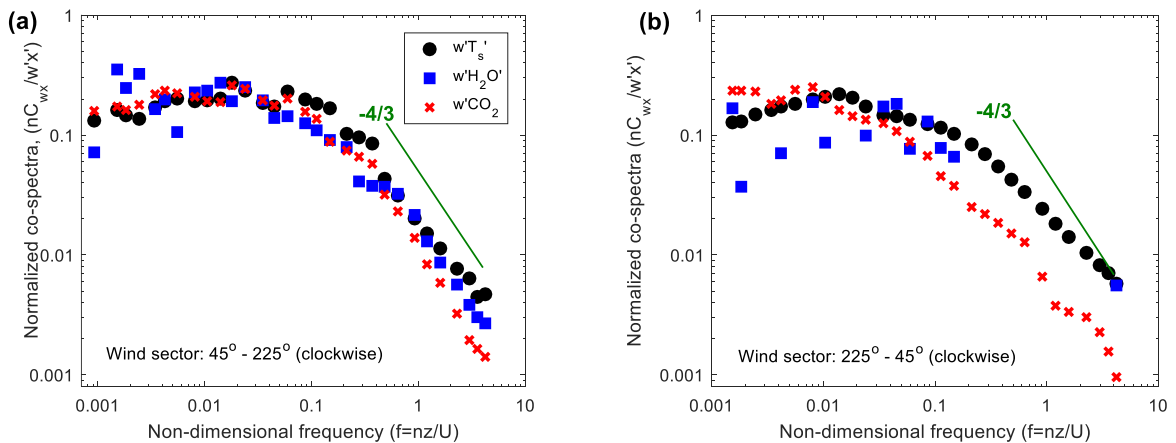 (a)
Normalized co-spectra, (nC_wx/w'x')
1
0.1
0.01
0.001
w'T_s'
w'H_2O'
w'CO_2
-4/3
Wind sector: 45° - 225° (clockwise)
0.001 0.01 0.1 1 10
Non-dimensional frequency (f=nz/U)
(b)
Normalized co-spectra (nC_wx/w'x')
1
0.1
0.01
0.001
-4/3
Wind sector: 225° - 45° (clockwise)
0.001 0.01 0.1 1 10
Non-dimensional frequency (f=nz/U)